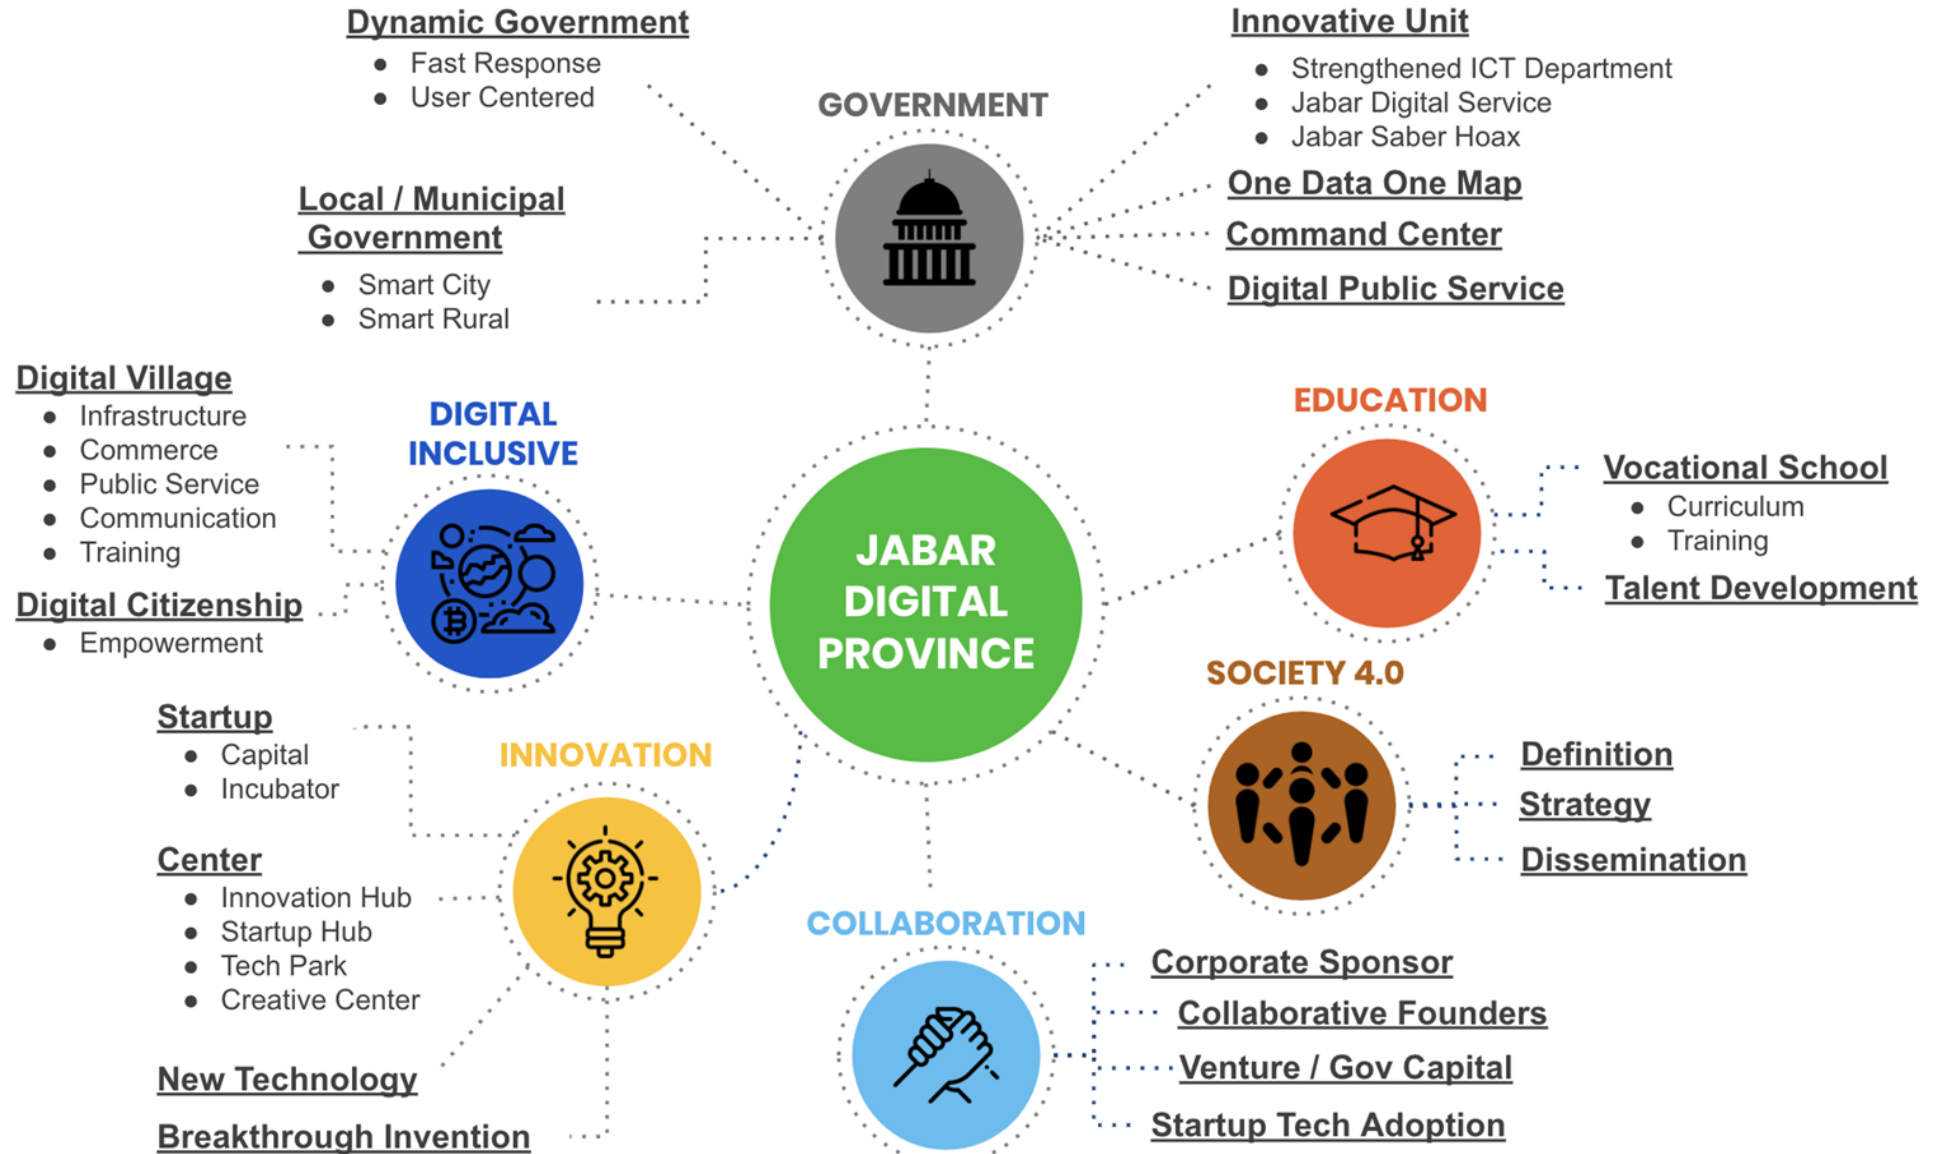 Dynamic Government
● Fast Response
● User Centered
Local / Municipal
Government
● Smart City
● Smart Rural
GOVERNMENT
Innovative Unit
● Strengthened ICT Department
● Jabar Digital Service
● Jabar Saber Hoax
One Data One Map
Command Center
Digital Public Service
Digital Village
● Infrastructure
● Commerce
● Public Service
● Communication
● Training
Digital Citizenship
● Empowerment
DIGITAL
INCLUSIVE
JABAR
DIGITAL
PROVINCE
EDUCATION
Vocational School
● Curriculum
● Training
Talent Development
SOCIETY 4.0
Definition
Strategy
Dissemination
Startup
● Capital
● Incubator
Center
● Innovation Hub
● Startup Hub
● Tech Park
● Creative Center
New Technology
Breakthrough Invention
INNOVATION
COLLABORATION
Corporate Sponsor
Collaborative Founders
Venture / Gov Capital
Startup Tech Adoption